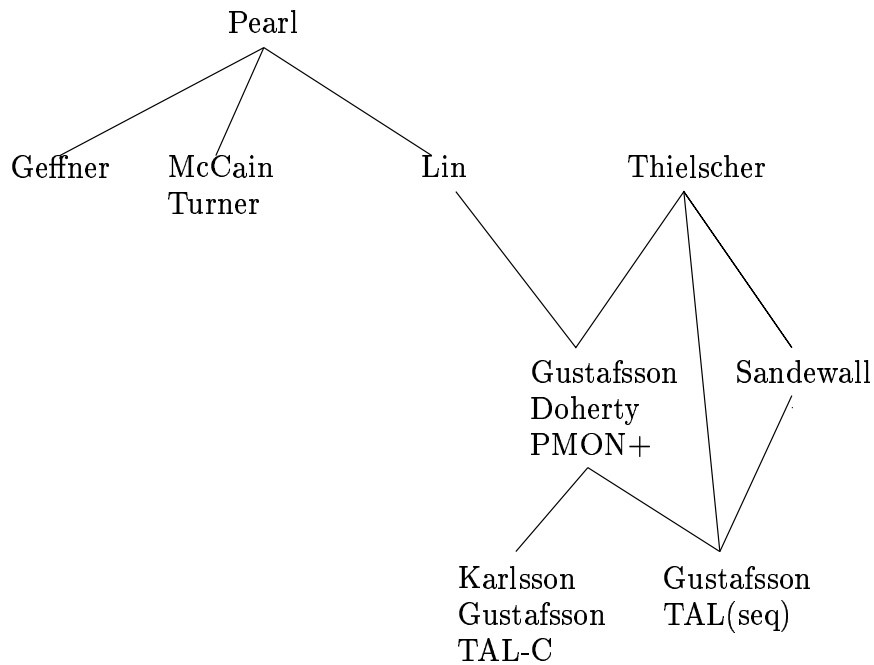 Pearl
Geffner
McCain
Turner
Lin
Thielscher
Gustafsson
Doherty
PMON+
Sandewall
Karlsson
Gustafsson
TAL-C
Gustafsson
TAL(seq)